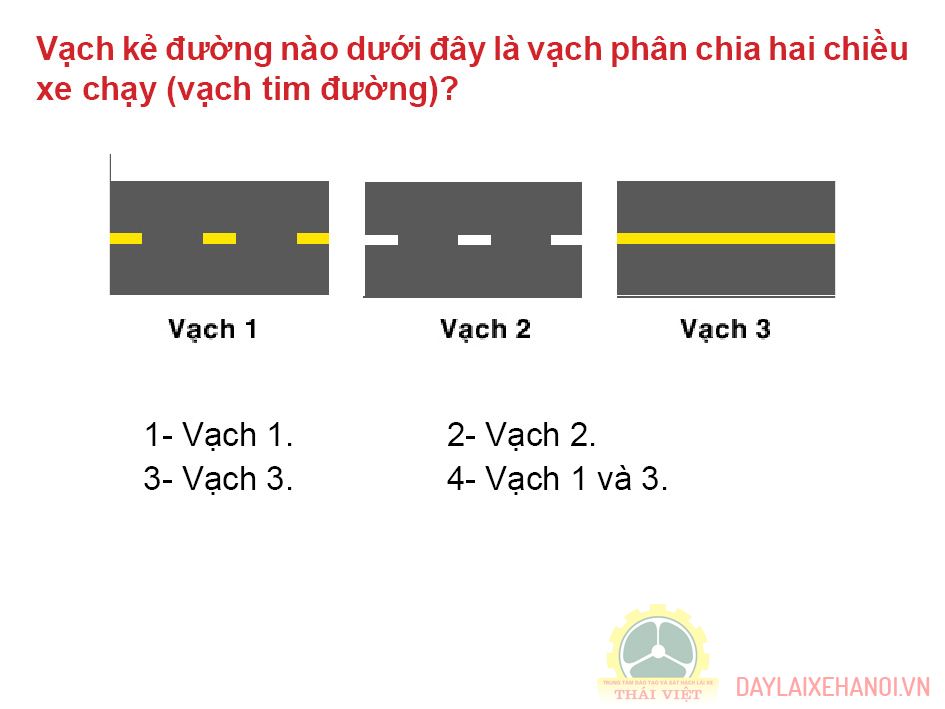 Vạch kẻ đường nào dưới đây là vạch phân chia hai chiều
xe chạy (vạch tim đường)?
Vạch 1 Vạch 2 Vạch 3
1- Vạch 1. 2- Vạch 2.
3- Vạch 3. 4- Vạch 1 và 3.
TRUNG TÂM ĐÀO TẠO VÀ SÁT HẠCH LÁI XE
THÁI VIỆT
DAYLAIXEHANOI.VN